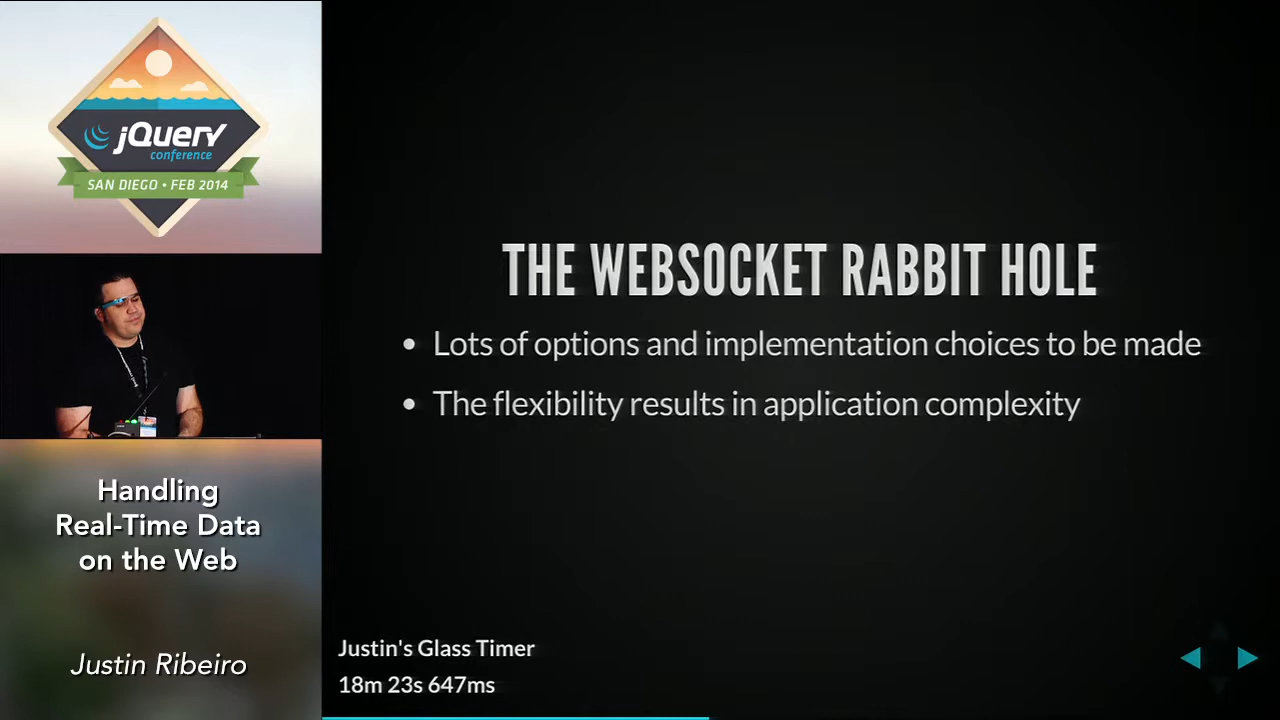 jQuery
conference
SAN DIEGO • FEB 2014
Handling
Real-Time Data
on the Web
Justin Ribeiro
THE WEBSOCKET RABBIT HOLE
• Lots of options and implementation choices to be made
• The flexibility results in application complexity
Justin's Glass Timer
18m 23s 647ms